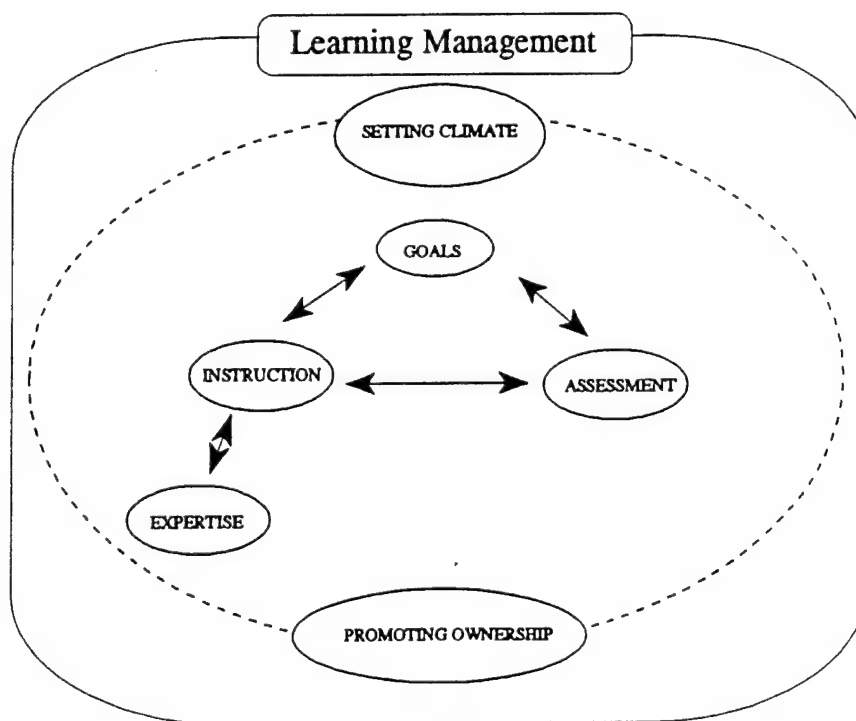 Learning Management
SETTING CLIMATE
GOALS
INSTRUCTION
ASSESSMENT
EXPERTISE
PROMOTING OWNERSHIP